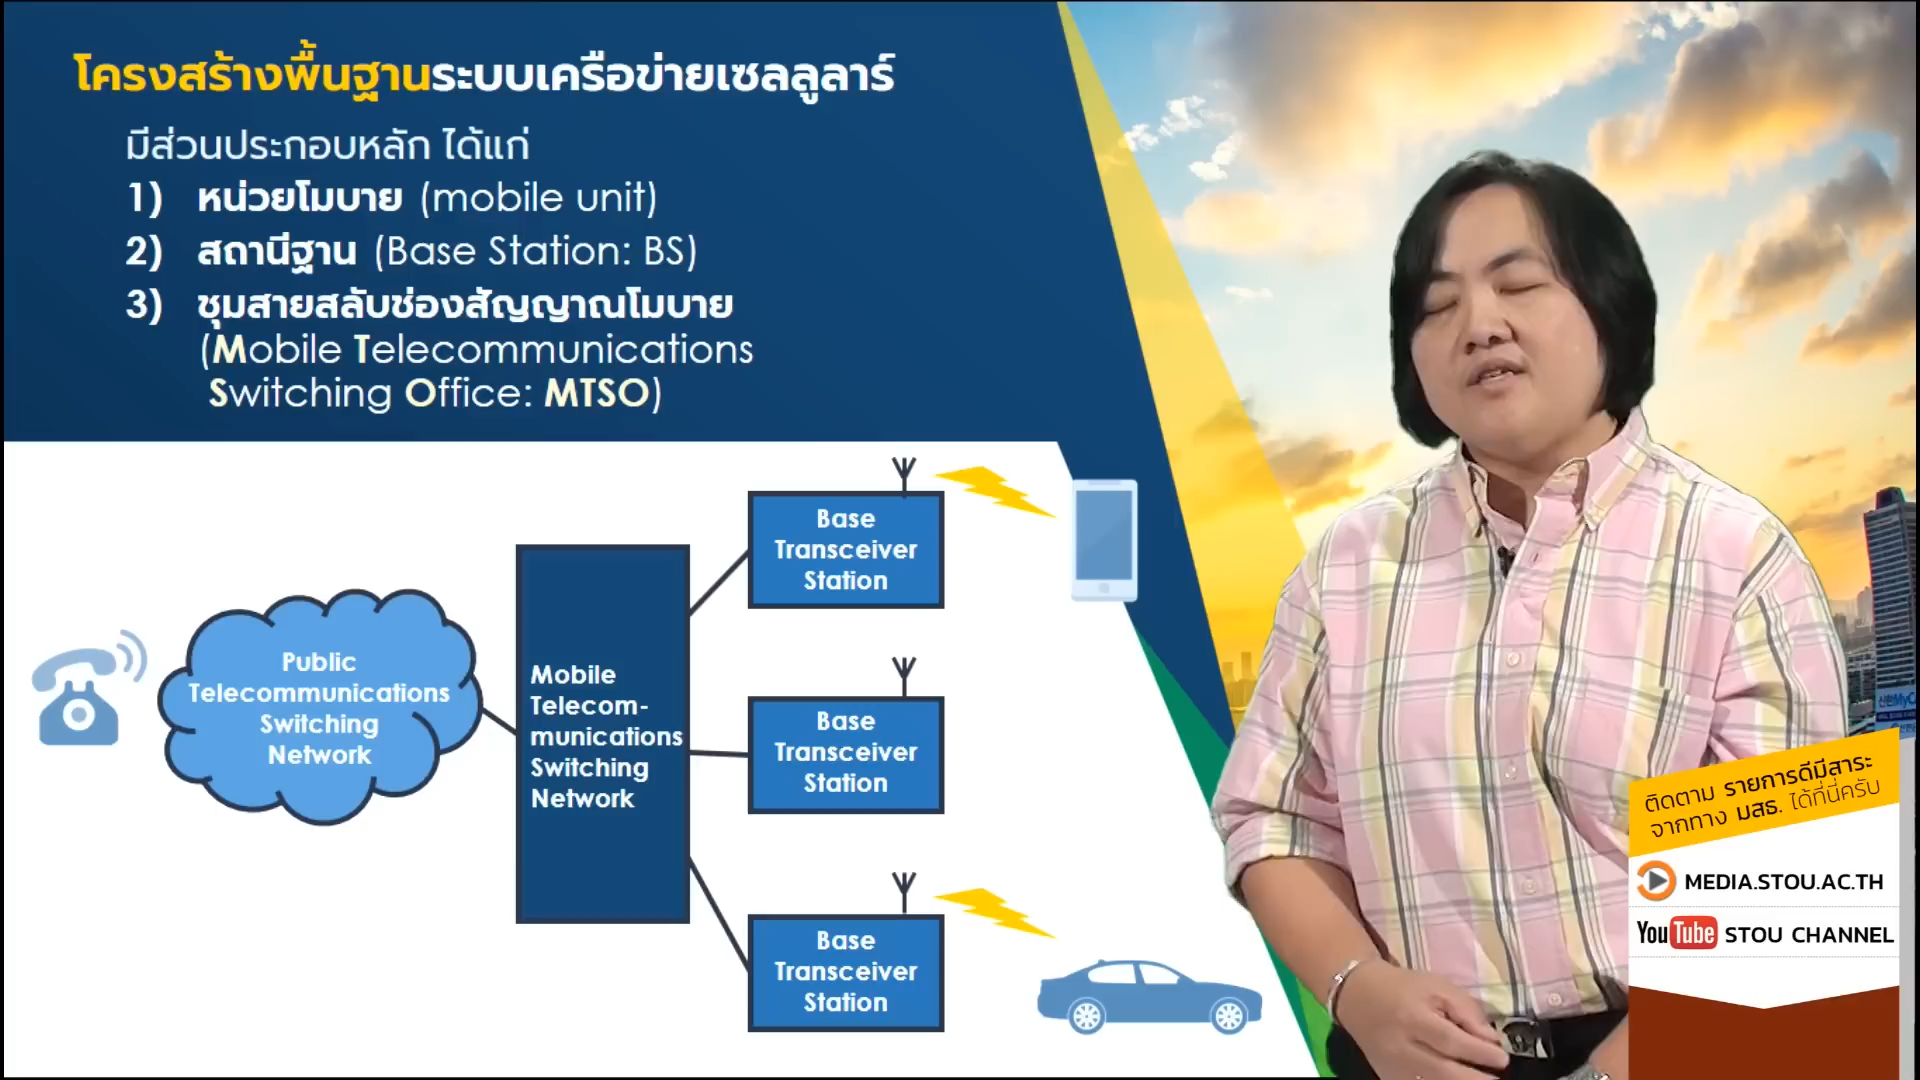 โครงสร้างพื้นฐานระบบเครือข่ายเซลลูลาร์
มีส่วนประกอบหลัก ได้แก่
1) หน่วยโมบาย (mobile unit)
2) สถานีฐาน (Base Station: BS)
3) ชุมสายสลับช่องสัญญาณโมบาย
(Mobile Telecommunications
Switching Office: MTSO)
Public
Telecommunications
Switching
Network
Mobile
Telecom-
munications
Switching
Network
Base
Transceiver
Station
Base
Transceiver
Station
Base
Transceiver
Station
ติดตาม รายการดีมีสาระ
จากทาง มสธ. ได้ที่นี่ครับ
MEDIA.STOU.AC.TH
YouTube STOU CHANNEL